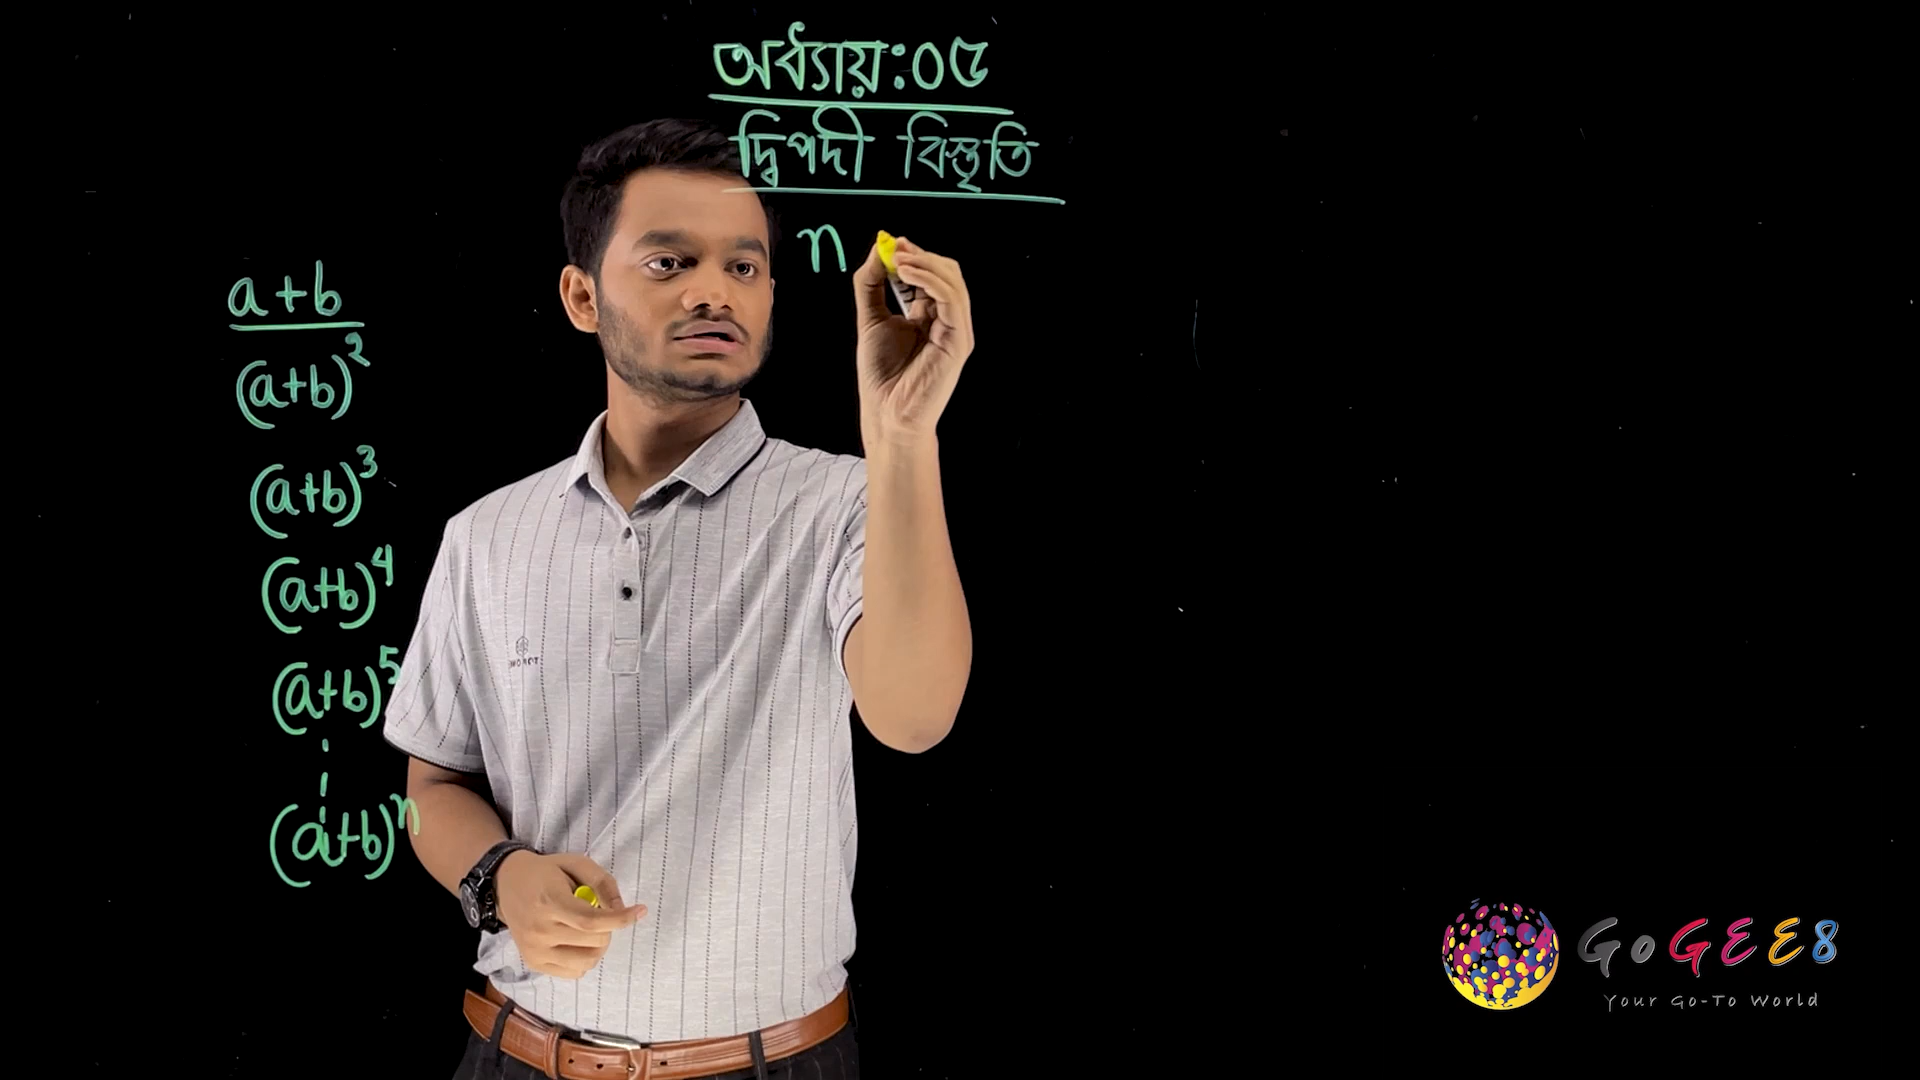 অধ্যায়:০৫
দ্বিপদী বিস্তৃতি
n
a+b
(a+b)²
(a+b)³
(a+b)⁴
(a+b)⁵
(a+b)ⁿ
GoGEE8
Your Go-To World